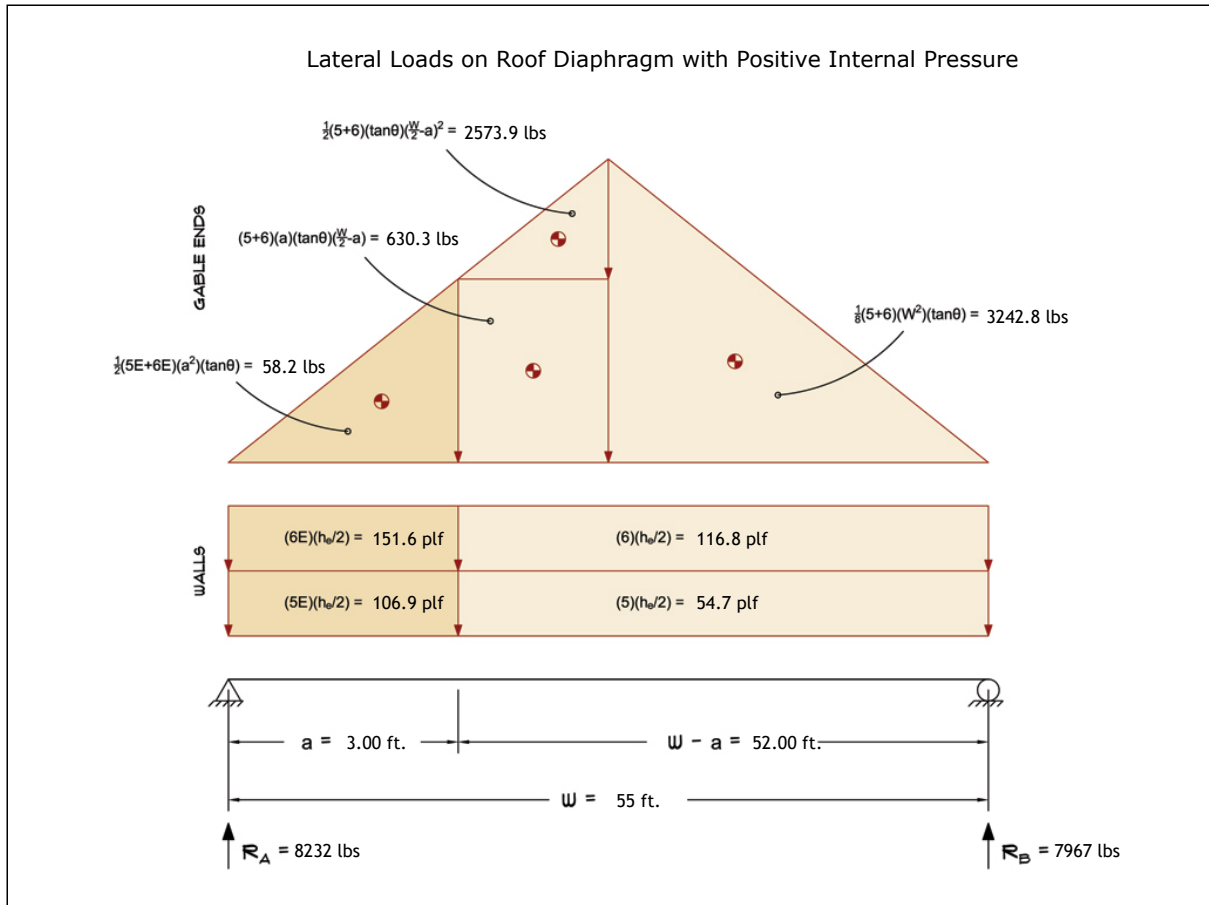 Lateral Loads on Roof Diaphragm with Positive Internal Pressure
½(5+6)(tanθ)(W/2-a)² = 2573.9 lbs
GABLE ENDS
(5+6)(a)(tanθ)(W/2-a) = 630.3 lbs
⅛(5+6)(W²)(tanθ) = 3242.8 lbs
½(5E+6E)(a²)(tanθ) = 58.2 lbs
WALLS
(6E)(hₑ/2) = 151.6 plf
(6)(hₑ/2) = 116.8 plf
(5E)(hₑ/2) = 106.9 plf
(5)(hₑ/2) = 54.7 plf
a = 3.00 ft.
W - a = 52.00 ft.
W = 55 ft.
R_A = 8232 lbs
R_B = 7967 lbs